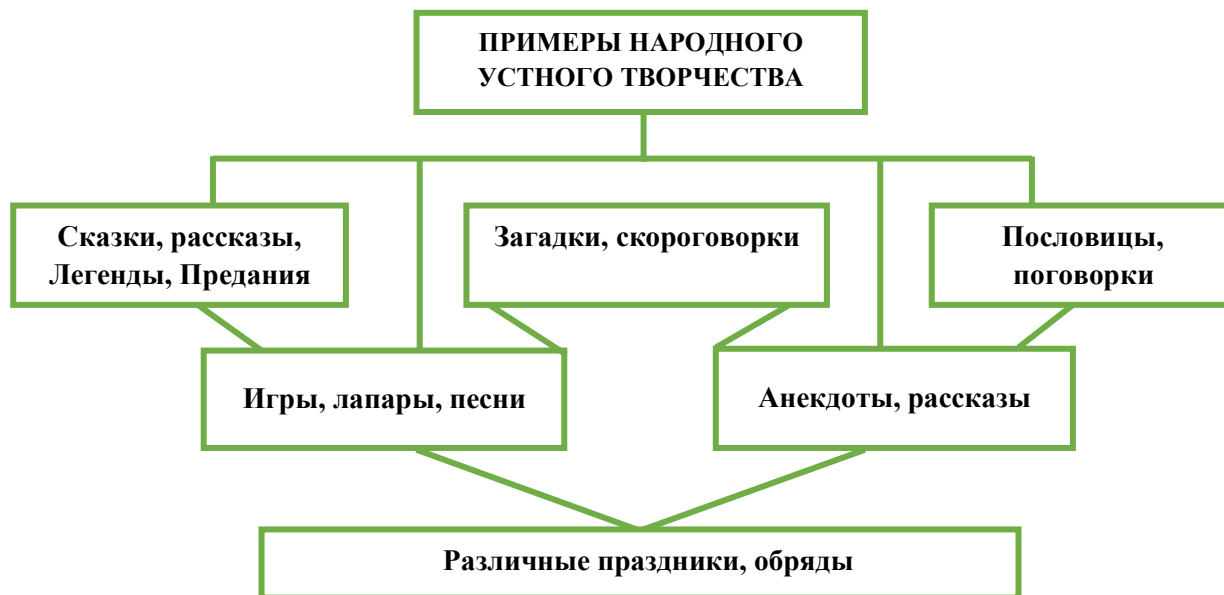 ПРИМЕРЫ НАРОДНОГО
УСТНОГО ТВОРЧЕСТВА
Сказки, рассказы,
Легенды, Предания
Загадки, скороговорки
Пословицы,
поговорки
Игры, лапары, песни
Анекдоты, рассказы
Различные праздники, обряды